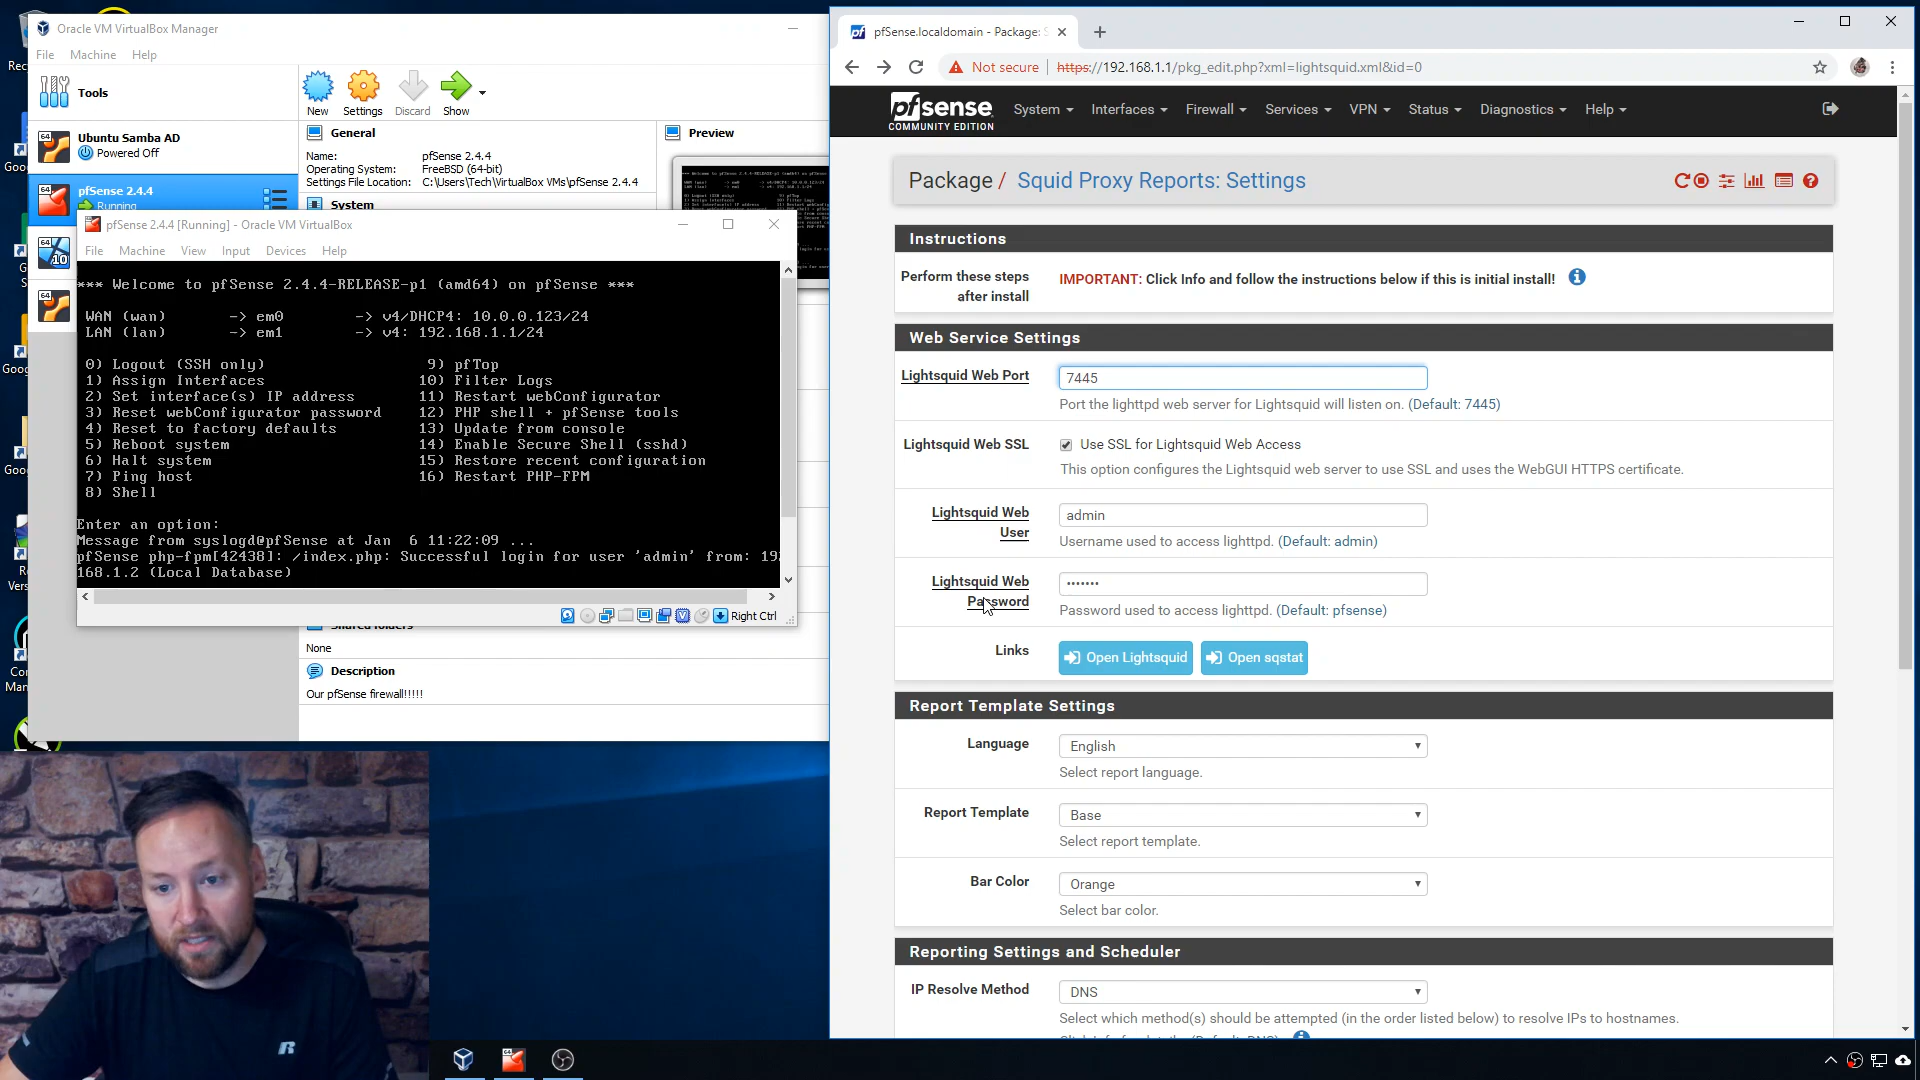 Oracle VM VirtualBox Manager
File Machine Help
Tools
New
Settings
Discard
Show
Ubuntu Samba AD
Powered Off
pfSense 2.4.4
Running
General
Name: pfSense 2.4.4
Operating System: FreeBSD (64-bit)
Settings File Location: C:\Users\Tech\VirtualBox VMs\pfSense 2.4.4
System
Preview
pfSense 2.4.4 [Running] - Oracle VM VirtualBox
File Machine View Input Devices Help
*** Welcome to pfSense 2.4.4-RELEASE-p1 (amd64) on pfSense ***
WAN (wan) -> em0 -> v4/DHCP4: 10.0.0.123/24
LAN (lan) -> em1 -> v4: 192.168.1.1/24
0) Logout (SSH only) 9) pfTop
1) Assign Interfaces 10) Filter Logs
2) Set interface(s) IP address 11) Restart webConfigurator
3) Reset webConfigurator password 12) PHP shell + pfSense tools
4) Reset to factory defaults 13) Update from console
5) Reboot system 14) Enable Secure Shell (sshd)
6) Halt system 15) Restore recent configuration
7) Ping host 16) Restart PHP-FPM
8) Shell
Enter an option:
Message from syslogd@pfSense at Jan 6 11:22:09 ...
pfSense php-fpm[42438]: /index.php: Successful login for user 'admin' from: 192
168.1.2 (Local Database)
Right Ctrl
Shared folders
None
Description
Our pfSense firewall!!!!!
pfSense.localdomain - Package: S
Not secure | https://192.168.1.1/pkg_edit.php?xml=lightsquid.xml&id=0
pfsense
COMMUNITY EDITION
System Interfaces Firewall Services VPN Status Diagnostics Help
Package / Squid Proxy Reports: Settings
Instructions
Perform these steps
after install
IMPORTANT: Click Info and follow the instructions below if this is initial install!
Web Service Settings
Lightsquid Web Port
7445
Port the lighttpd web server for Lightsquid will listen on. (Default: 7445)
Lightsquid Web SSL
Use SSL for Lightsquid Web Access
This option configures the Lightsquid web server to use SSL and uses the WebGUI HTTPS certificate.
Lightsquid Web
User
admin
Username used to access lighttpd. (Default: admin)
Lightsquid Web
Password
•••••••
Password used to access lighttpd. (Default: pfsense)
Links
Open Lightsquid
Open sqstat
Report Template Settings
Language
English
Select report language.
Report Template
Base
Select report template.
Bar Color
Orange
Select bar color.
Reporting Settings and Scheduler
IP Resolve Method
DNS
Select which method(s) should be attempted (in the order listed below) to resolve IPs to hostnames.